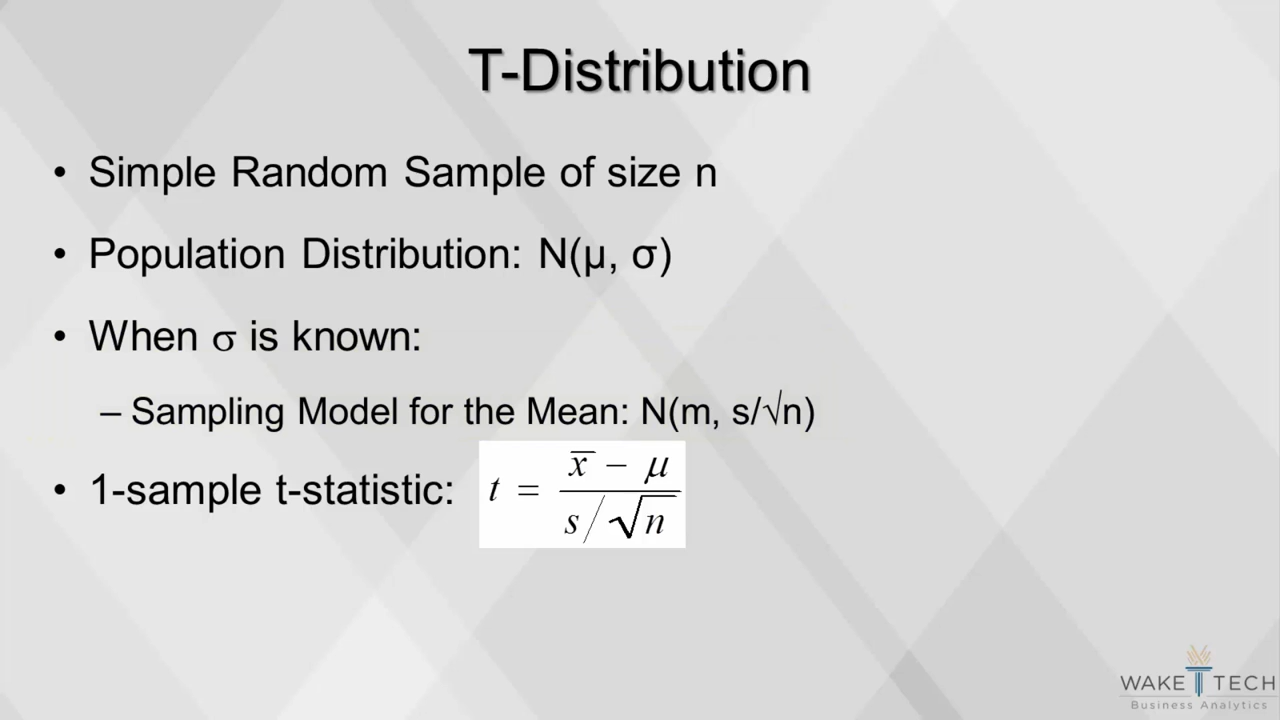 T-Distribution
• Simple Random Sample of size n
• Population Distribution: N(μ, σ)
• When σ is known:
– Sampling Model for the Mean: N(m, s/√n)
• 1-sample t-statistic: t = (x̄ − μ) / (s/√n)
WAKE TECH
Business Analytics